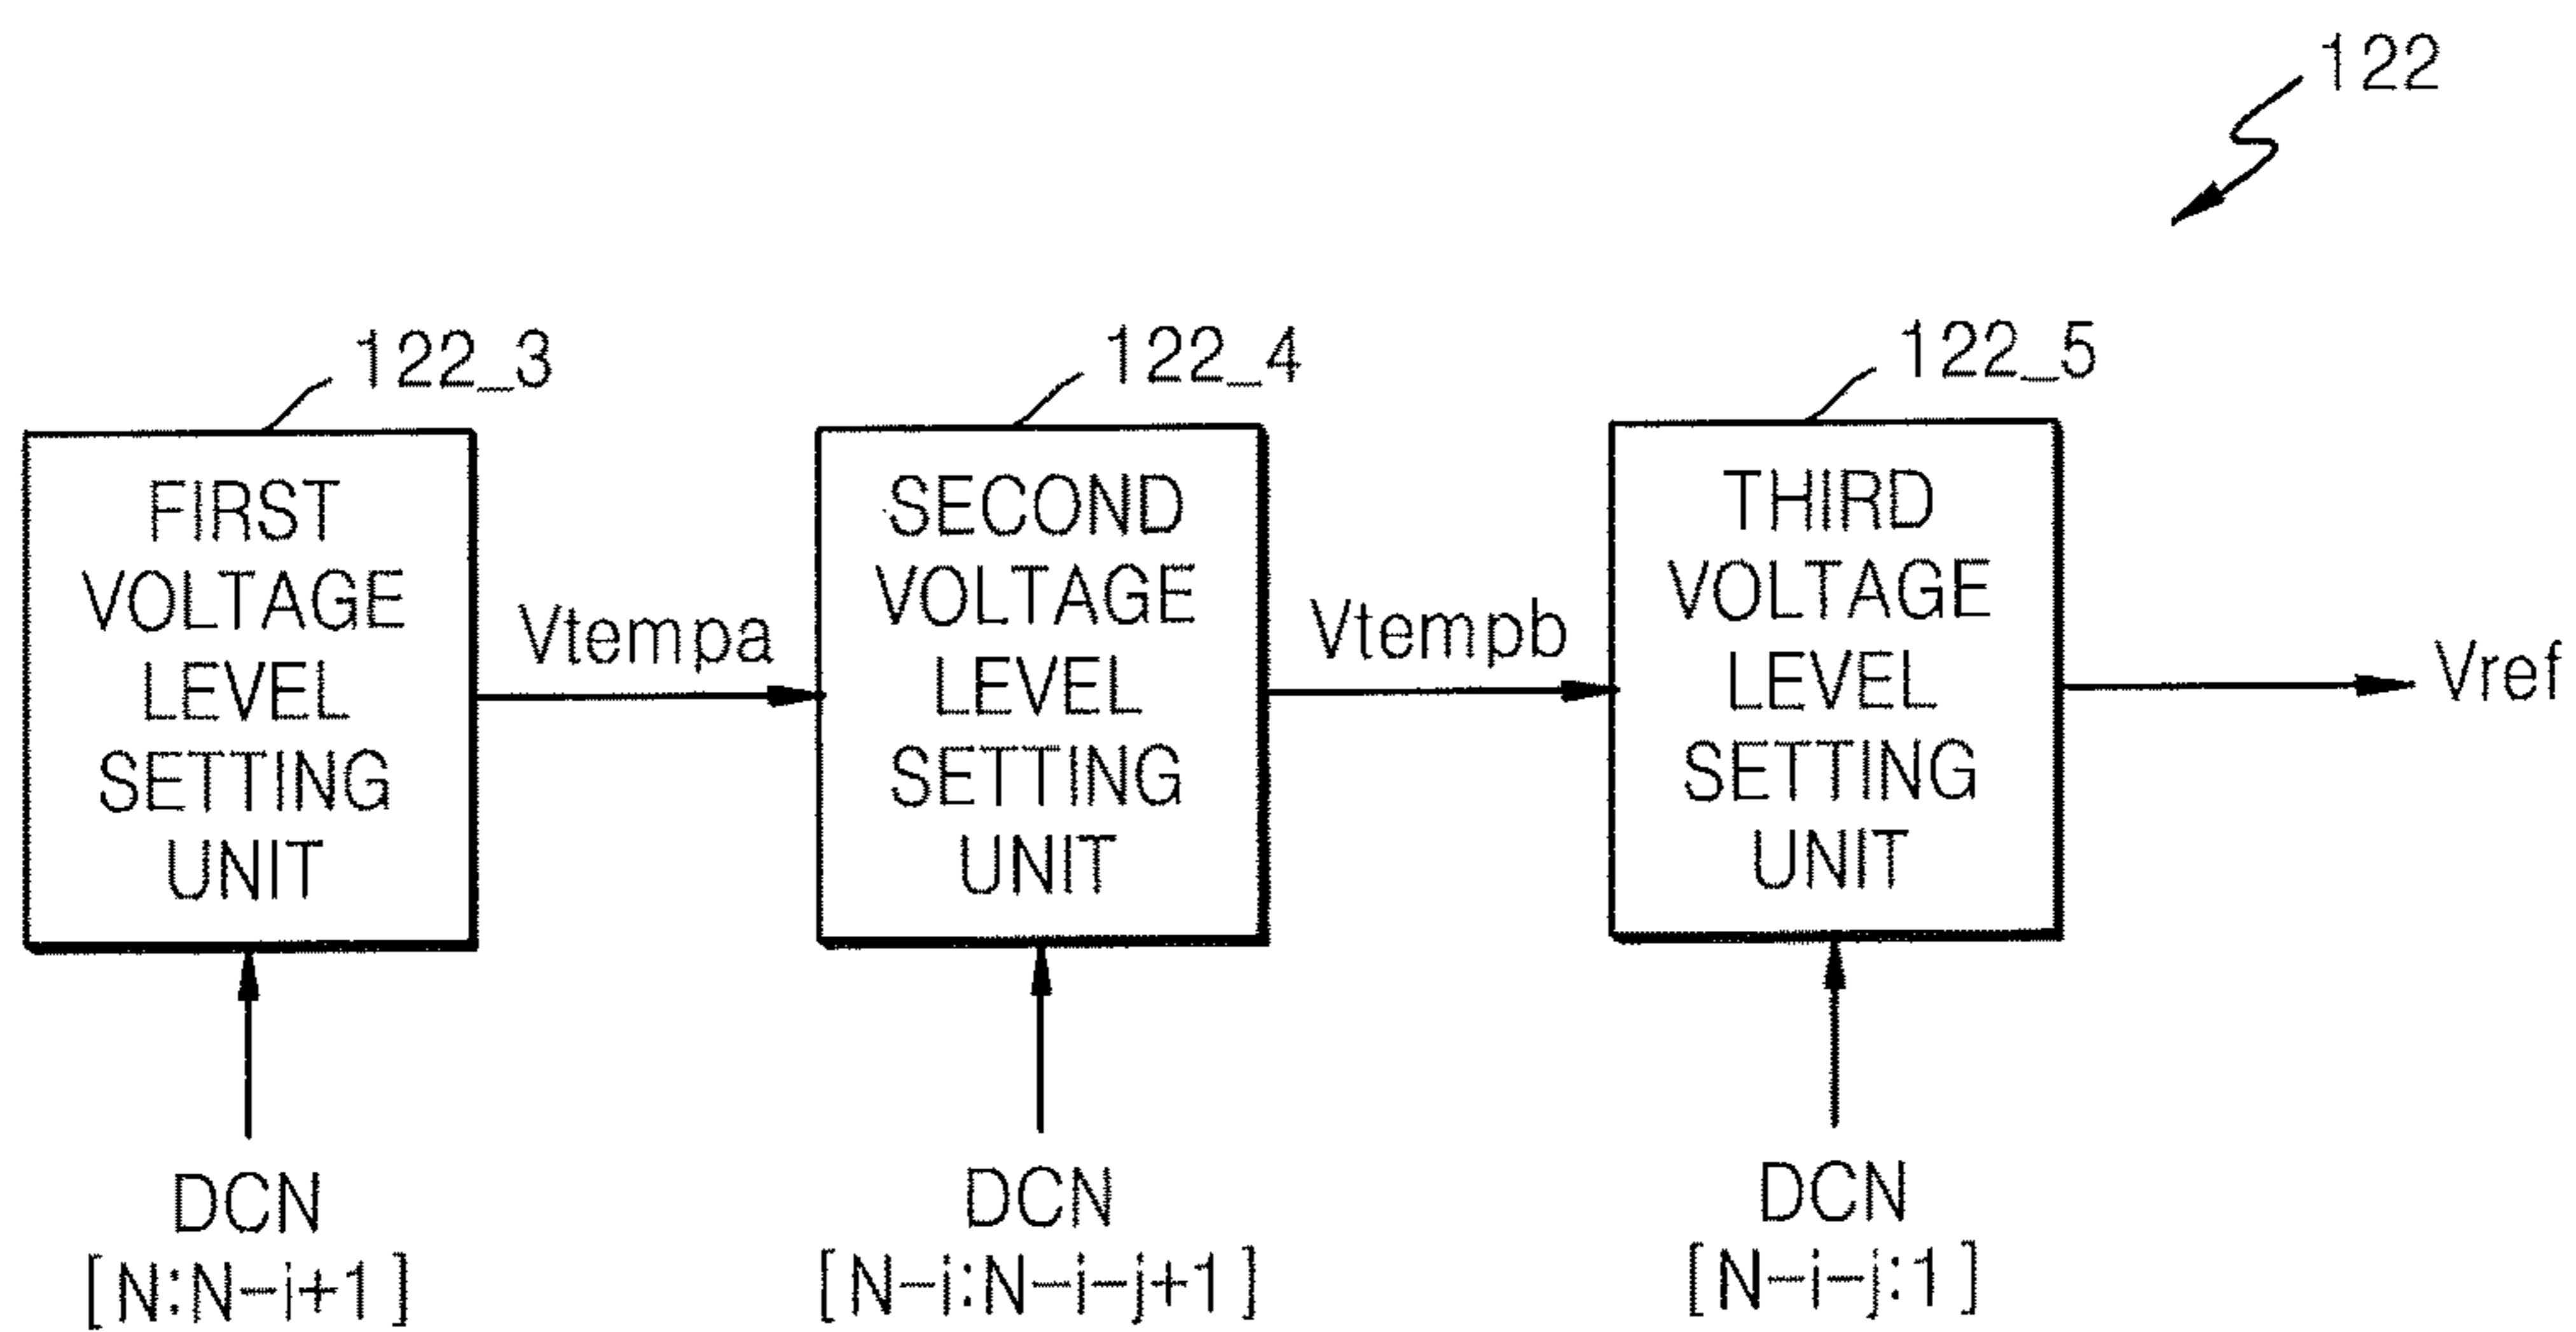 122
122_3
122_4
122_5
FIRST
VOLTAGE
LEVEL
SETTING
UNIT
Vtempa
SECOND
VOLTAGE
LEVEL
SETTING
UNIT
Vtempb
THIRD
VOLTAGE
LEVEL
SETTING
UNIT
Vref
DCN
[N:N-i+1]
DCN
[N-i:N-i-j+1]
DCN
[N-i-j:1]